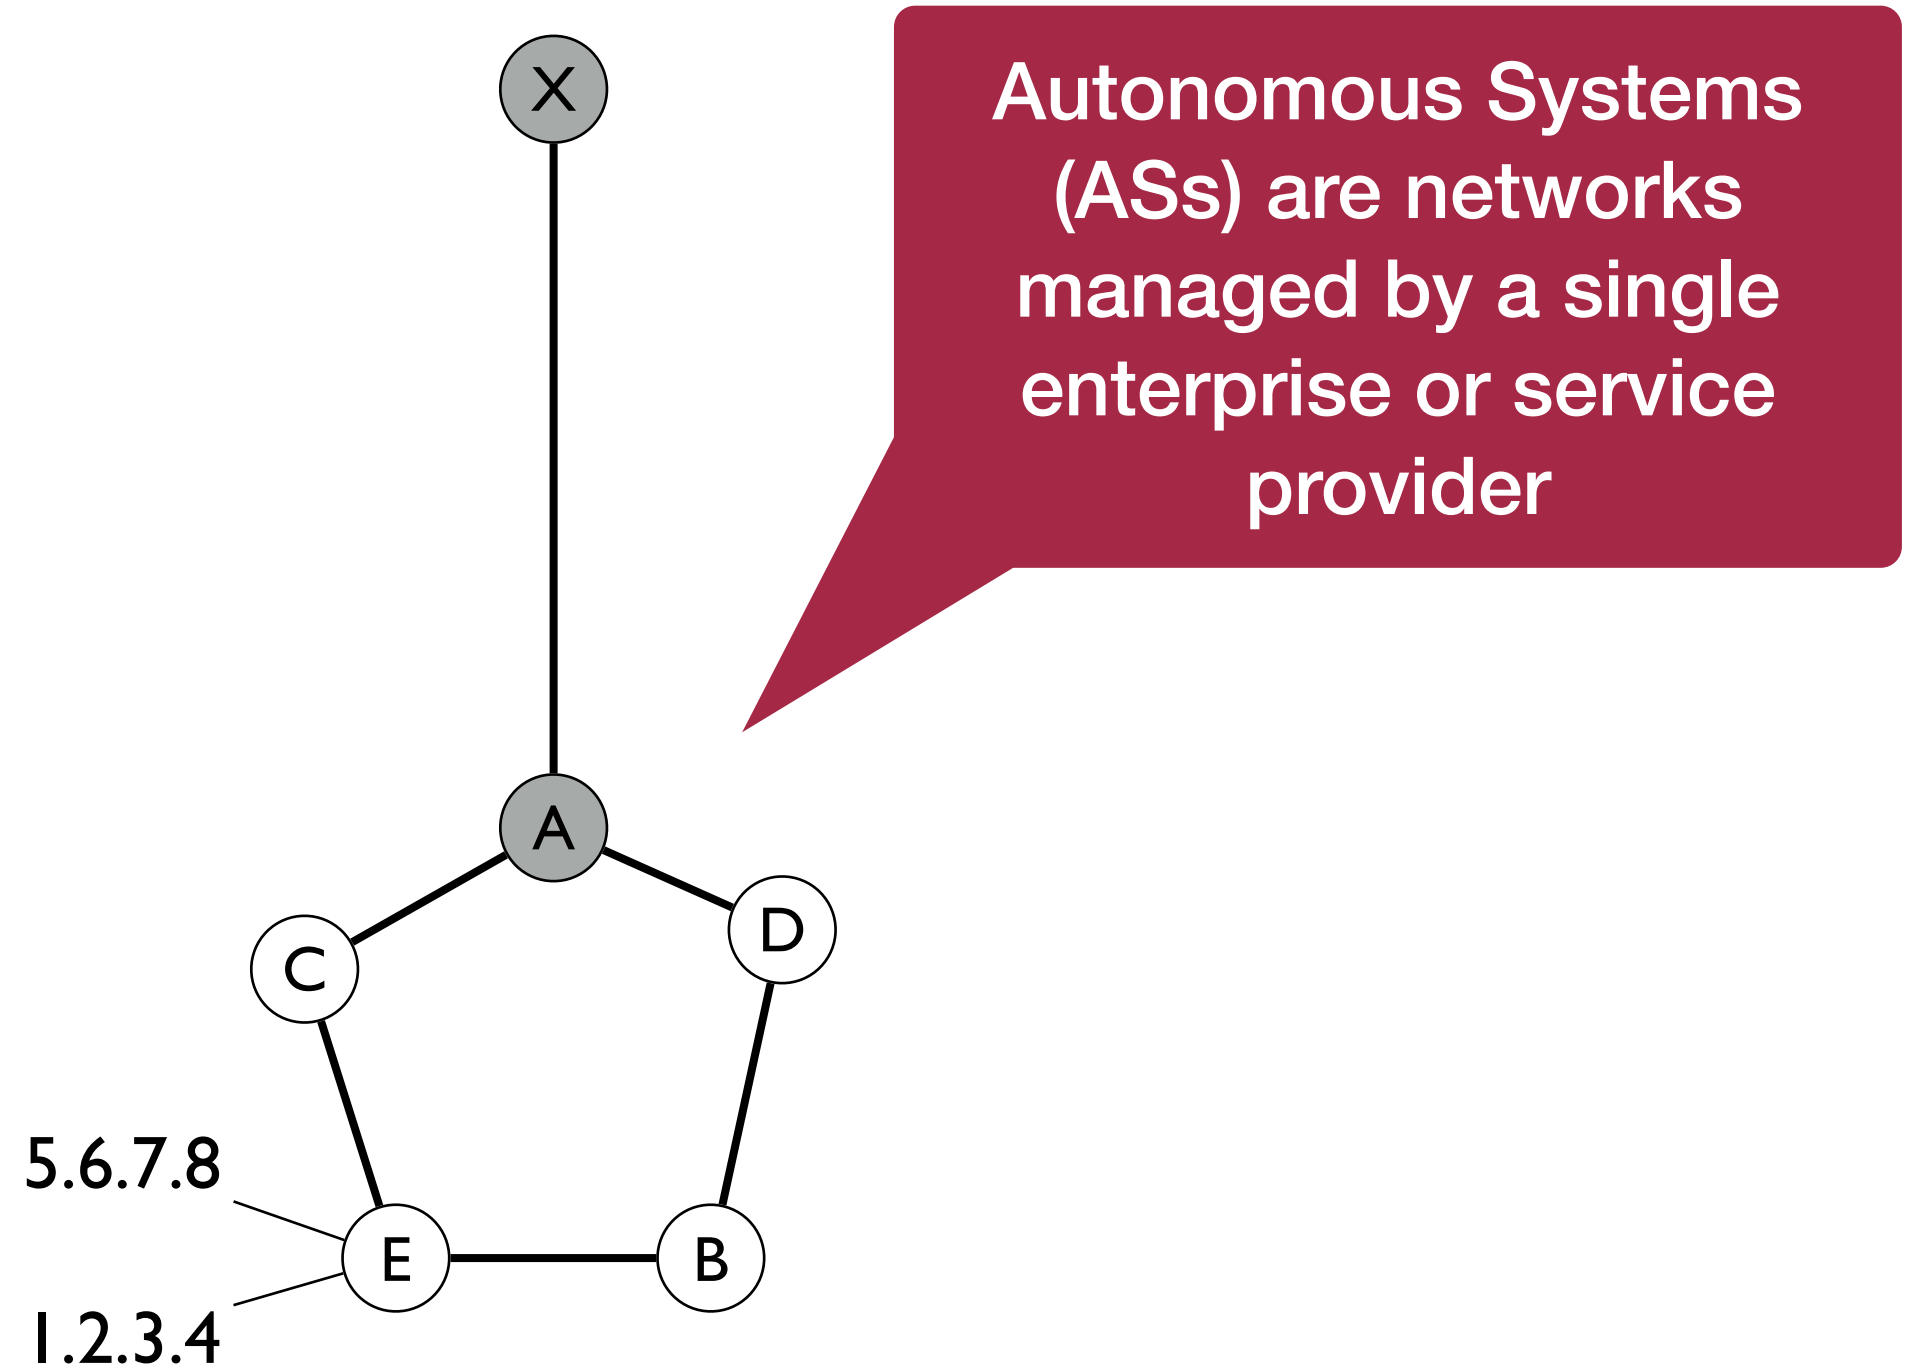 X
Autonomous Systems
(ASs) are networks
managed by a single
enterprise or service
provider
A
D
C
5.6.7.8
E
B
1.2.3.4